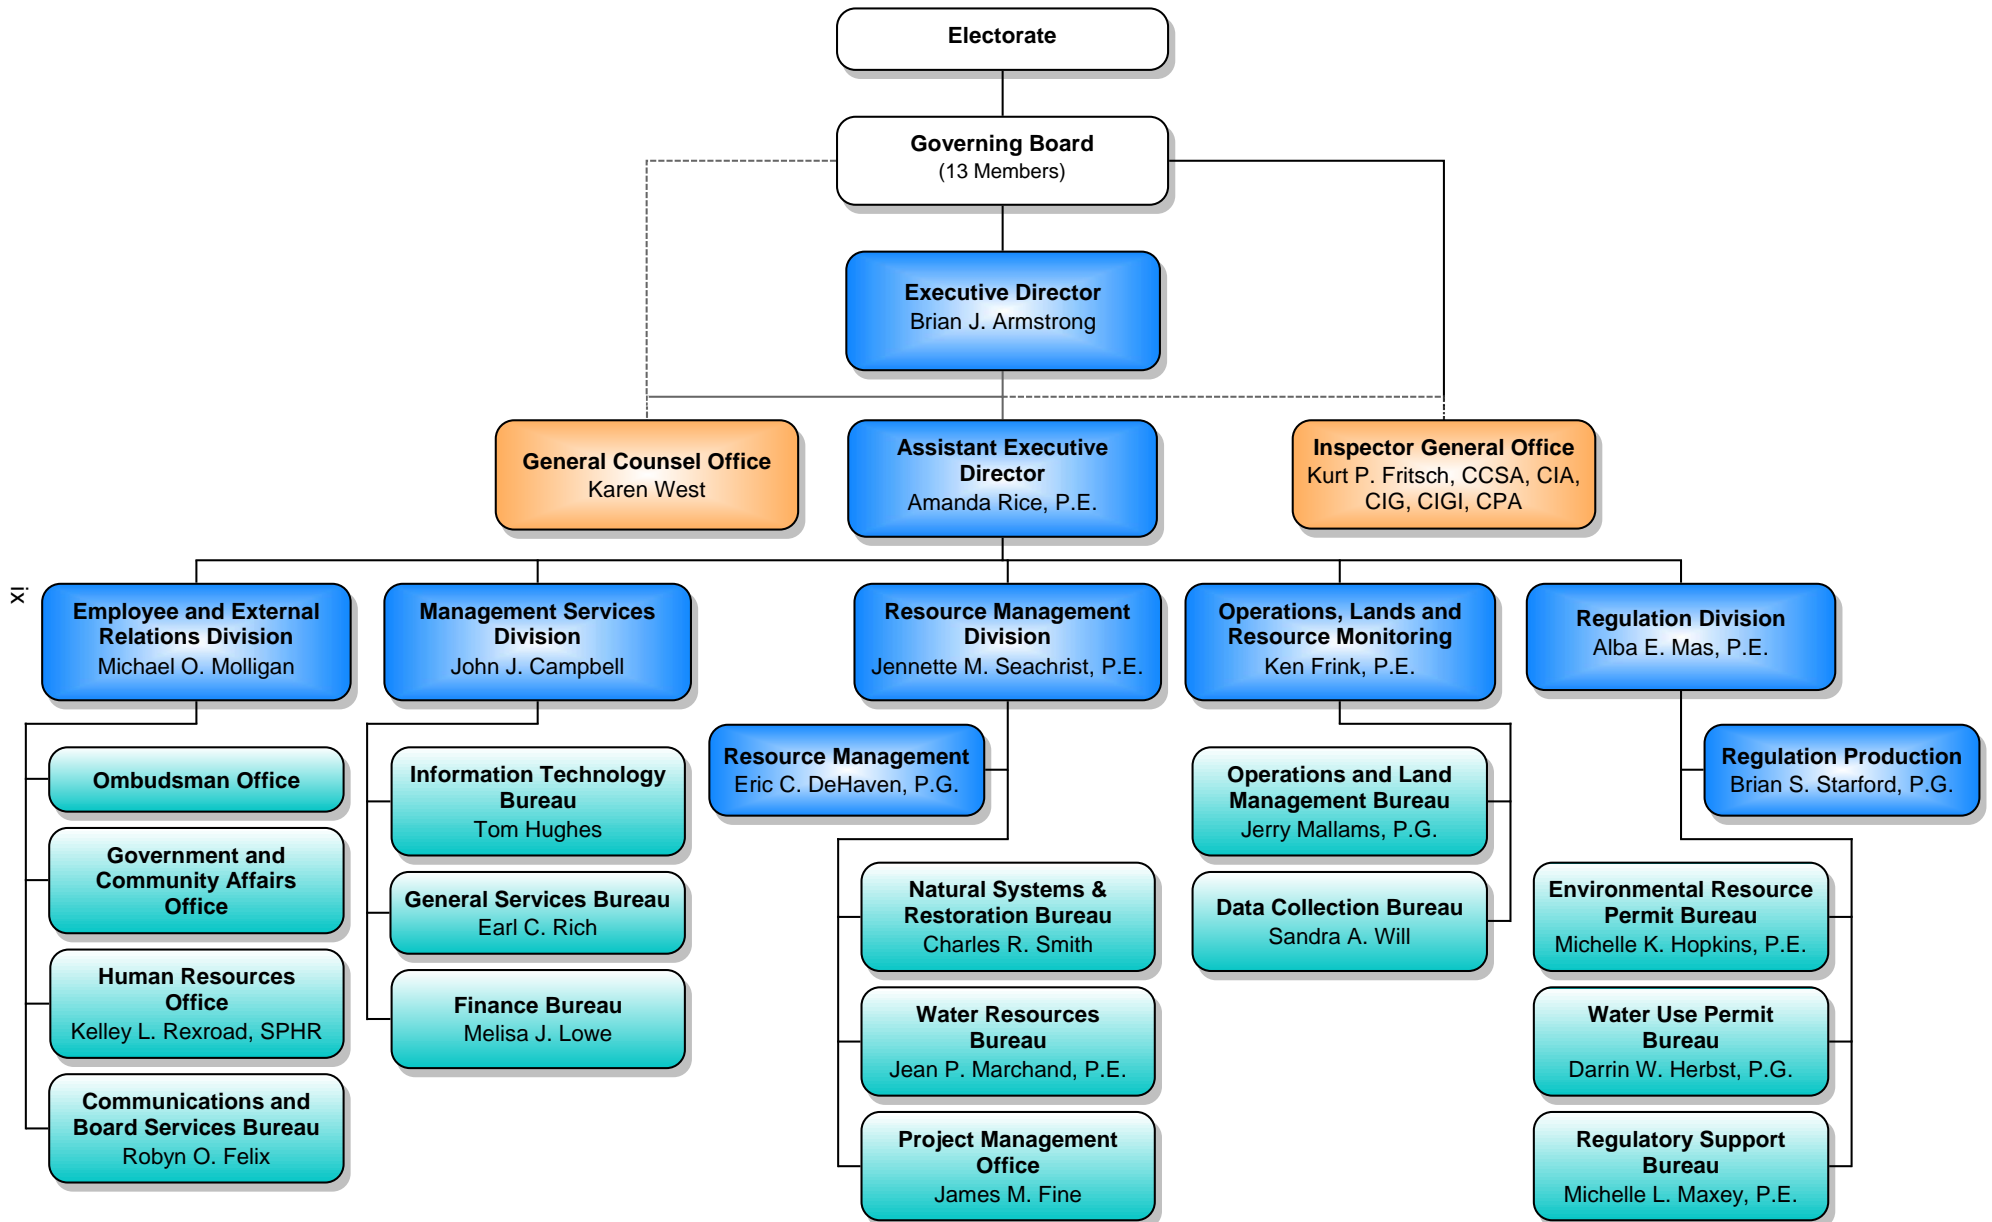 Electorate
Governing Board
(13 Members)
Executive Director
Brian J. Armstrong
General Counsel Office
Karen West
Assistant Executive
Director
Amanda Rice, P.E.
Inspector General Office
Kurt P. Fritsch, CCSA, CIA,
CIG, CIGI, CPA
ix
Employee and External
Relations Division
Michael O. Molligan
Management Services
Division
John J. Campbell
Resource Management
Division
Jennette M. Seachrist, P.E.
Operations, Lands and
Resource Monitoring
Ken Frink, P.E.
Regulation Division
Alba E. Mas, P.E.
Ombudsman Office
Government and
Community Affairs
Office
Human Resources
Office
Kelley L. Rexroad, SPHR
Communications and
Board Services Bureau
Robyn O. Felix
Information Technology
Bureau
Tom Hughes
General Services Bureau
Earl C. Rich
Finance Bureau
Melisa J. Lowe
Resource Management
Eric C. DeHaven, P.G.
Natural Systems &
Restoration Bureau
Charles R. Smith
Water Resources
Bureau
Jean P. Marchand, P.E.
Project Management
Office
James M. Fine
Operations and Land
Management Bureau
Jerry Mallams, P.G.
Data Collection Bureau
Sandra A. Will
Regulation Production
Brian S. Starford, P.G.
Environmental Resource
Permit Bureau
Michelle K. Hopkins, P.E.
Water Use Permit
Bureau
Darrin W. Herbst, P.G.
Regulatory Support
Bureau
Michelle L. Maxey, P.E.